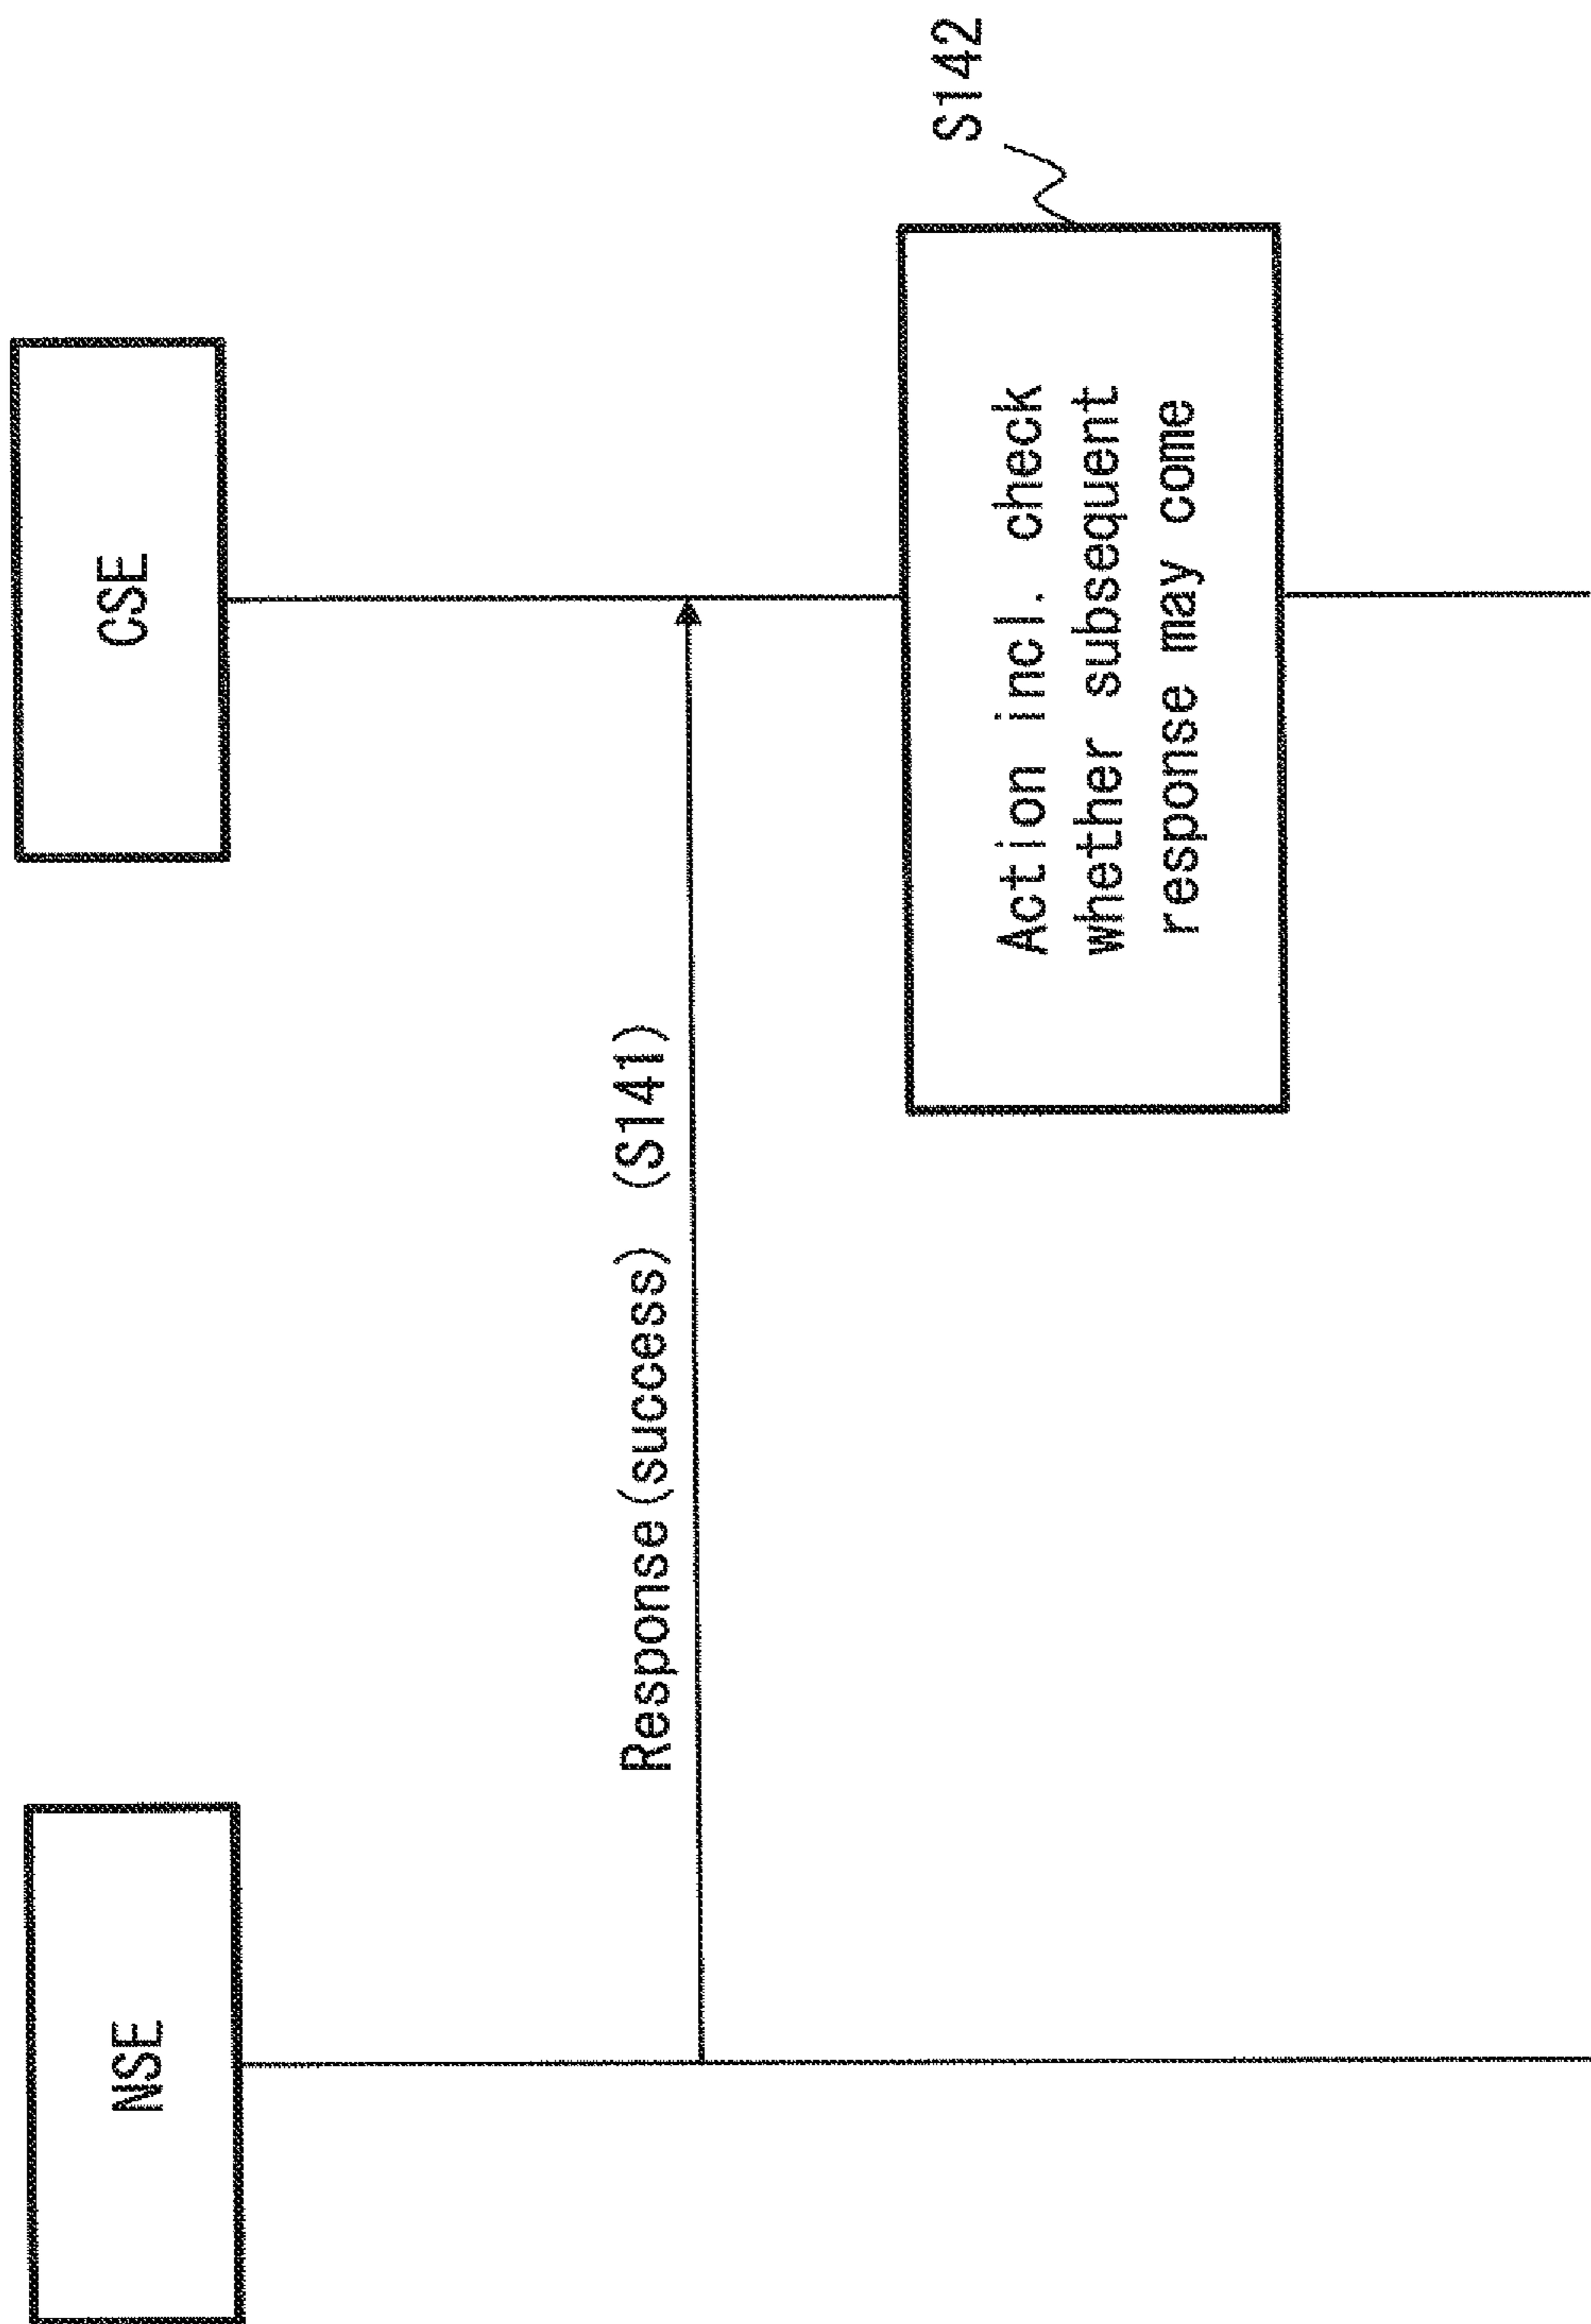 NSE
CSE
Response(success) (S141)
Action incl. check
whether subsequent
response may come
S142